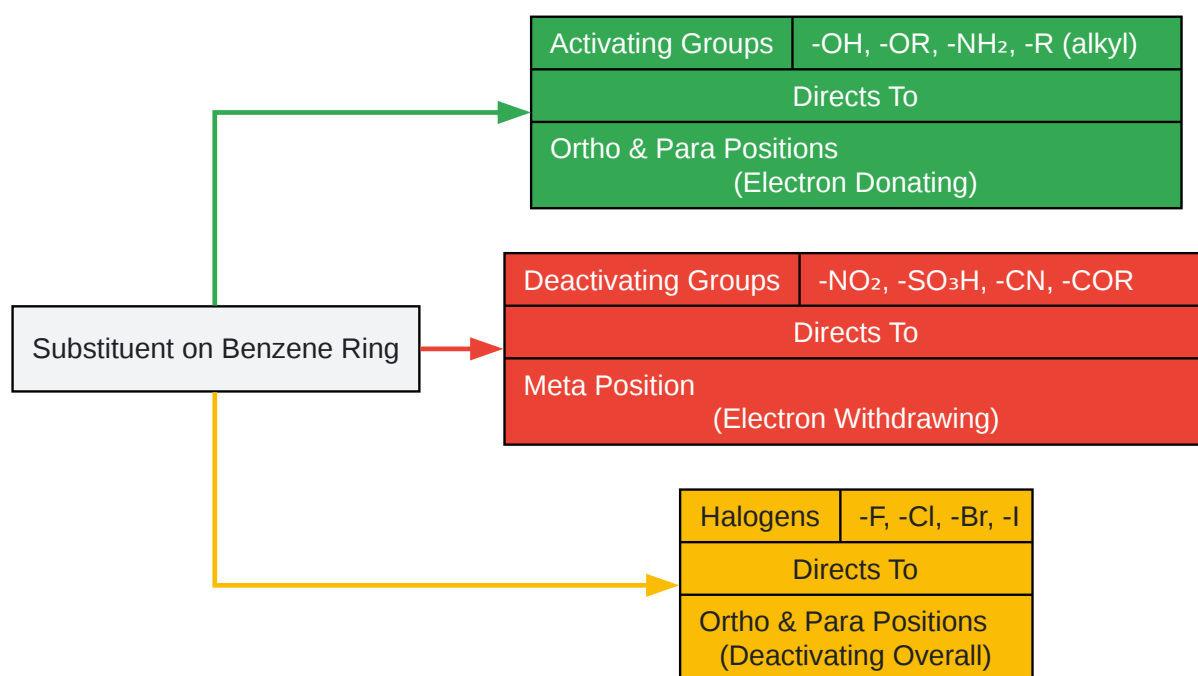 Activating Groups -OH, -OR, -NH₂, -R (alkyl)
Directs To
Ortho & Para Positions
(Electron Donating)
Substituent on Benzene Ring
Deactivating Groups -NO₂, -SO₃H, -CN, -COR
Directs To
Meta Position
(Electron Withdrawing)
Halogens -F, -Cl, -Br, -I
Directs To
Ortho & Para Positions
(Deactivating Overall)